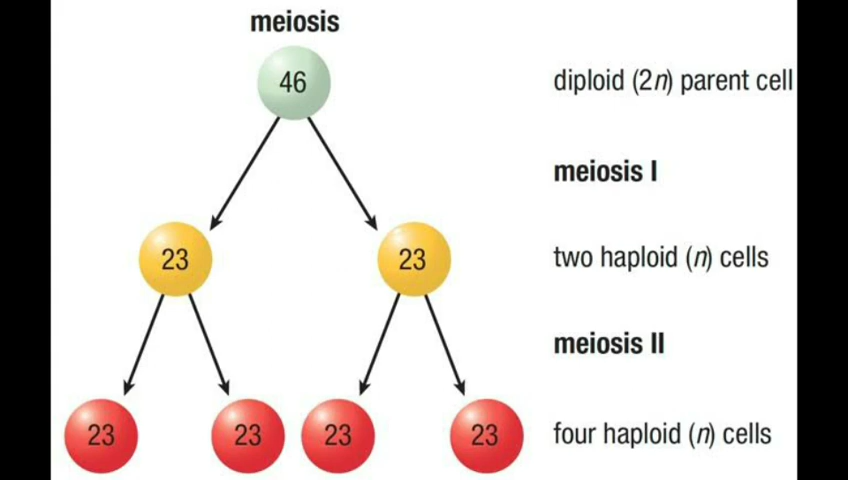 meiosis
46
diploid (2n) parent cell
meiosis I
23
23
two haploid (n) cells
meiosis II
23
23
23
23
four haploid (n) cells